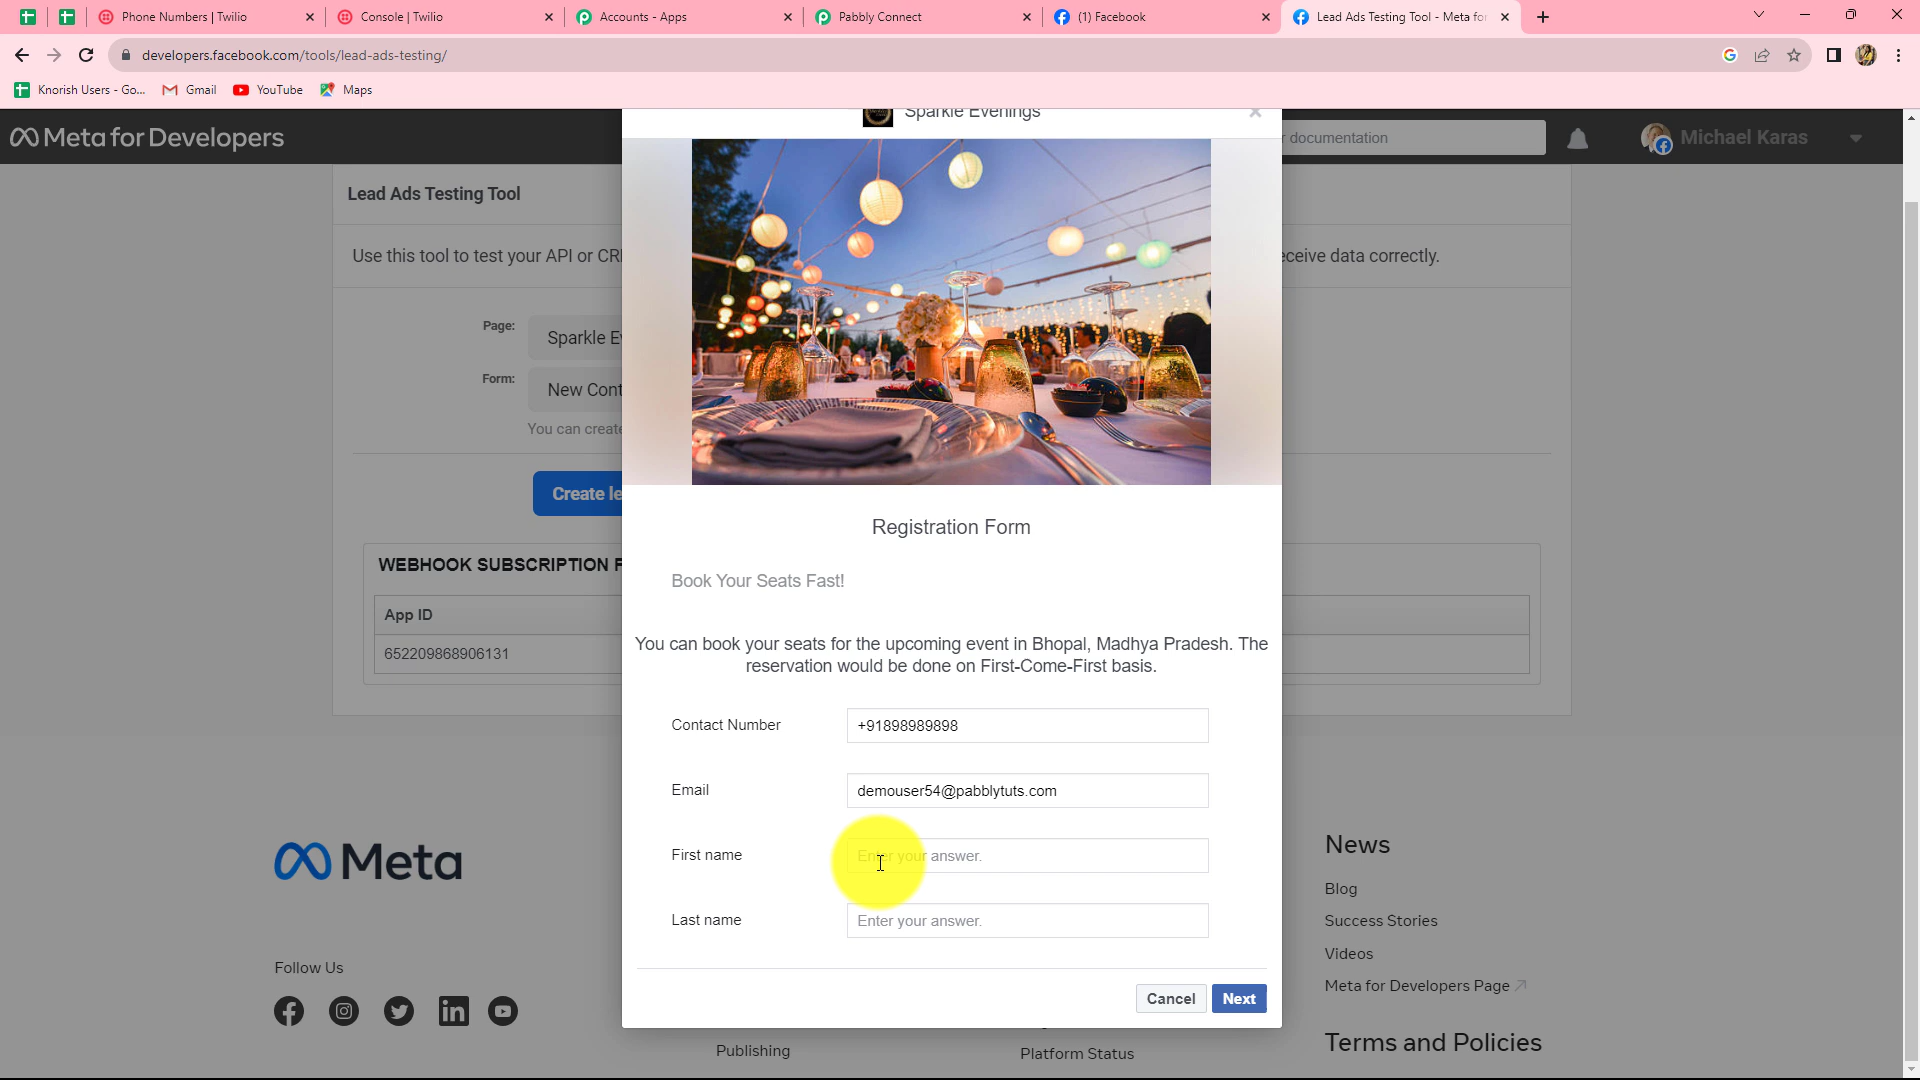 Phone Numbers | Twilio
Console | Twilio
Accounts - Apps
Pabbly Connect
(1) Facebook
Lead Ads Testing Tool - Meta for
developers.facebook.com/tools/lead-ads-testing/
Knorish Users - Go...
Gmail
YouTube
Maps
Meta for Developers
Sparkle Evenings
r documentation
Michael Karas
Lead Ads Testing Tool
Use this tool to test your API or CR
eceive data correctly.
Page:
Sparkle E
Form:
New Cont
You can create
Create le
Registration Form
WEBHOOK SUBSCRIPTION F
Book Your Seats Fast!
App ID
652209868906131
You can book your seats for the upcoming event in Bhopal, Madhya Pradesh. The
reservation would be done on First-Come-First basis.
Contact Number
+91898989898
Email
demouser54@pabblytuts.com
First name
Enter your answer.
Last name
Enter your answer.
Cancel
Next
Meta
Follow Us
Publishing
Platform Status
News
Blog
Success Stories
Videos
Meta for Developers Page
Terms and Policies